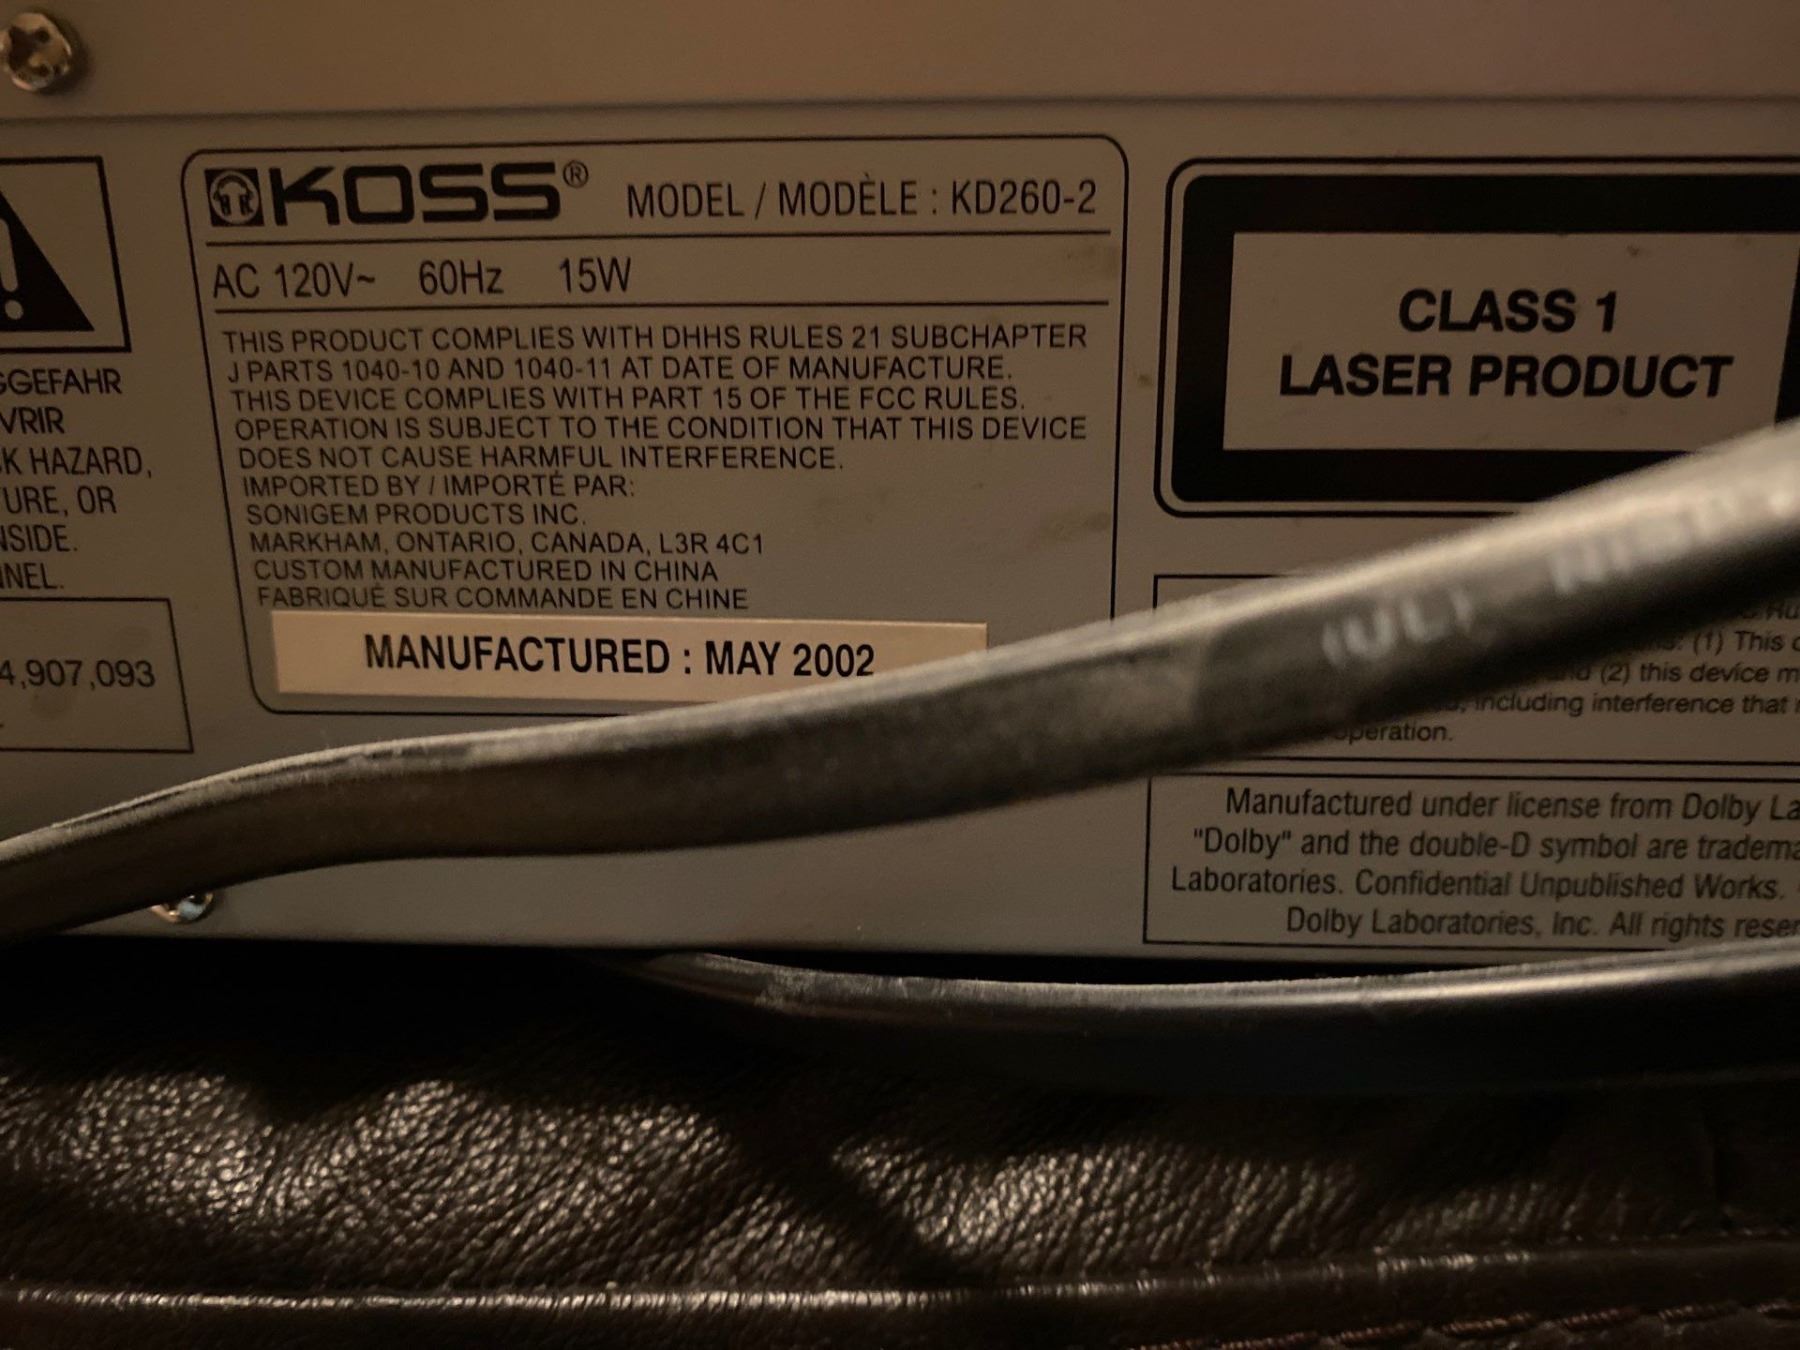 KOSS® MODEL / MODÈLE : KD260-2
AC 120V~ 60Hz 15W
THIS PRODUCT COMPLIES WITH DHHS RULES 21 SUBCHAPTER
J PARTS 1040-10 AND 1040-11 AT DATE OF MANUFACTURE.
THIS DEVICE COMPLIES WITH PART 15 OF THE FCC RULES.
OPERATION IS SUBJECT TO THE CONDITION THAT THIS DEVICE
DOES NOT CAUSE HARMFUL INTERFERENCE.
IMPORTED BY / IMPORTÉ PAR:
SONIGEM PRODUCTS INC.
MARKHAM, ONTARIO, CANADA, L3R 4C1
CUSTOM MANUFACTURED IN CHINA
FABRIQUÉ SUR COMMANDE EN CHINE
MANUFACTURED : MAY 2002
GGEFAHR
VRIR
K HAZARD,
URE, OR
NSIDE.
NNEL.
4,907,093
CLASS 1
LASER PRODUCT
(UL)
(1) This
(2) this device
including interference that
operation.
Manufactured under license from Dolby La
"Dolby" and the double-D symbol are tradema
Laboratories. Confidential Unpublished Works.
Dolby Laboratories, Inc. All rights reser